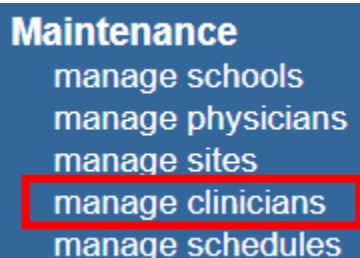 Maintenance
manage schools
manage physicians
manage sites
manage clinicians
manage schedules